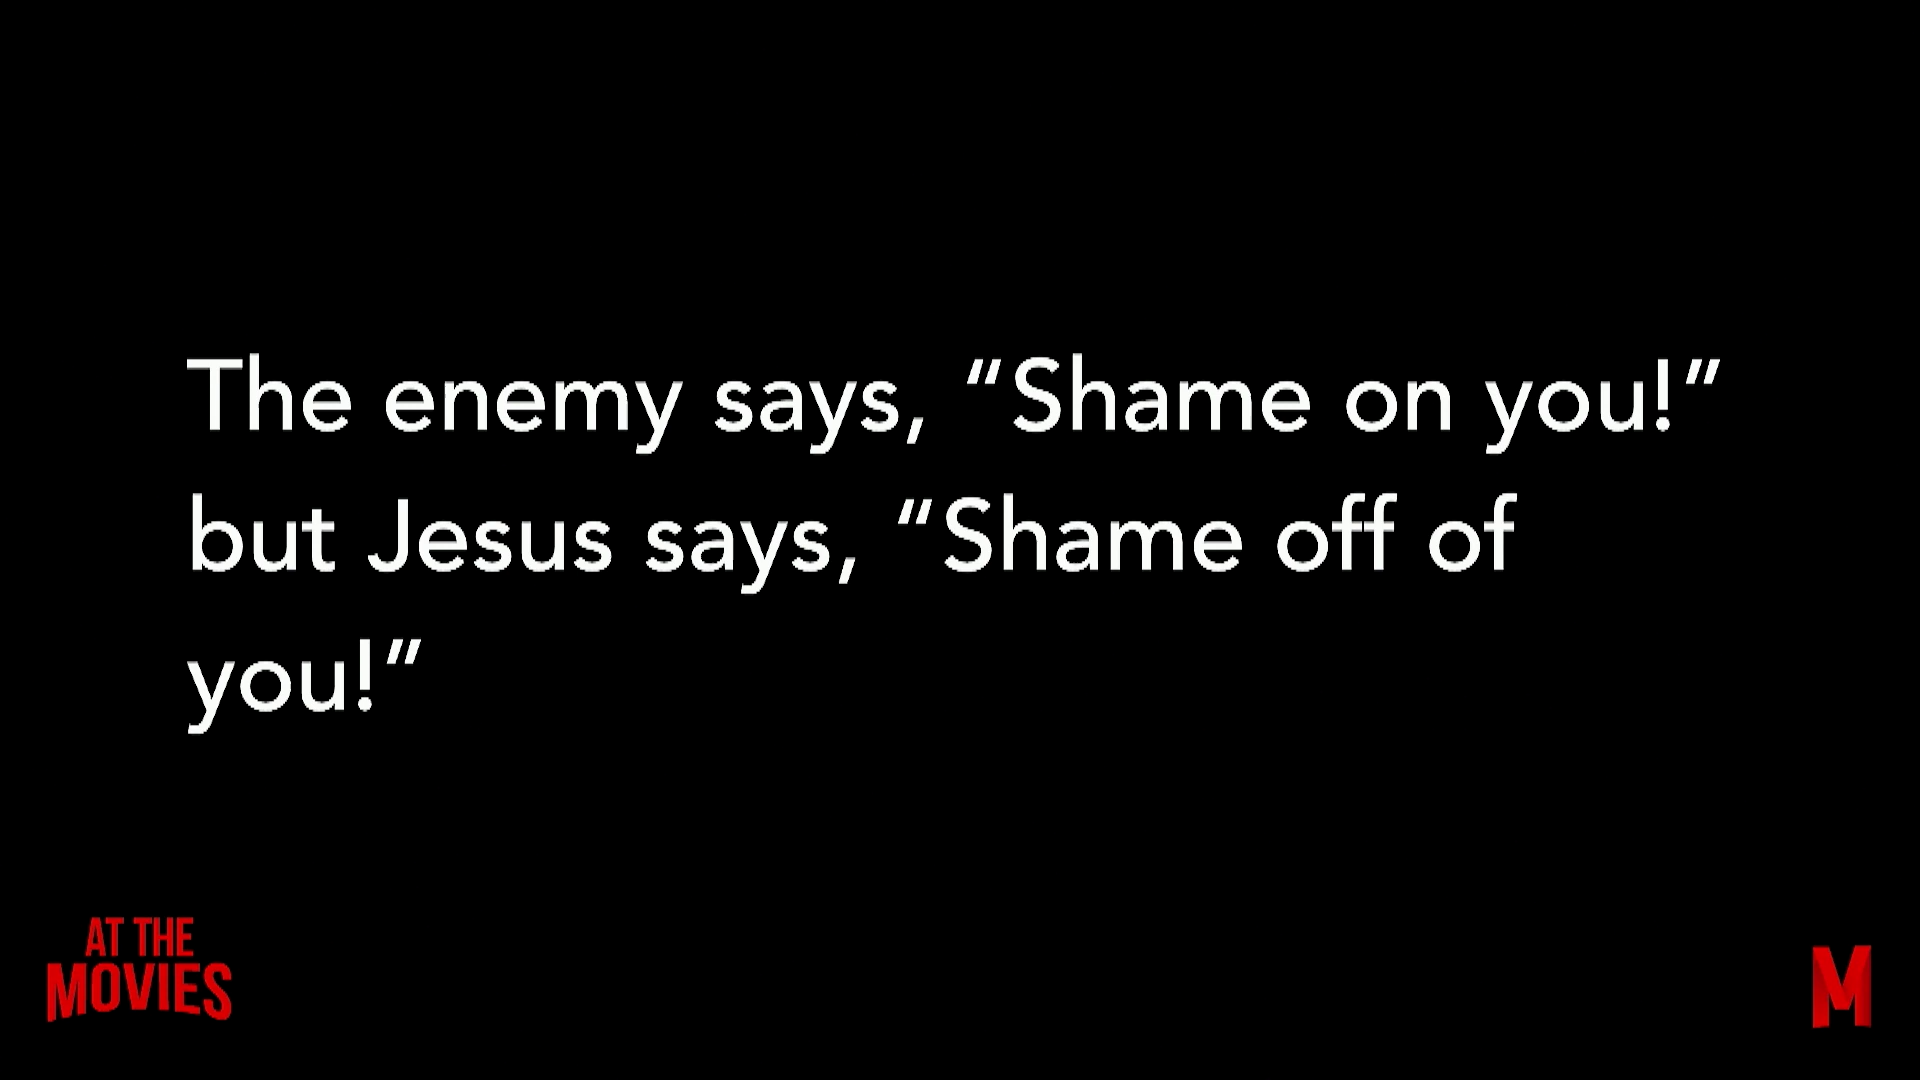 The enemy says, “Shame on you!”
but Jesus says, “Shame off of
you!”
AT THE
MOVIES
M